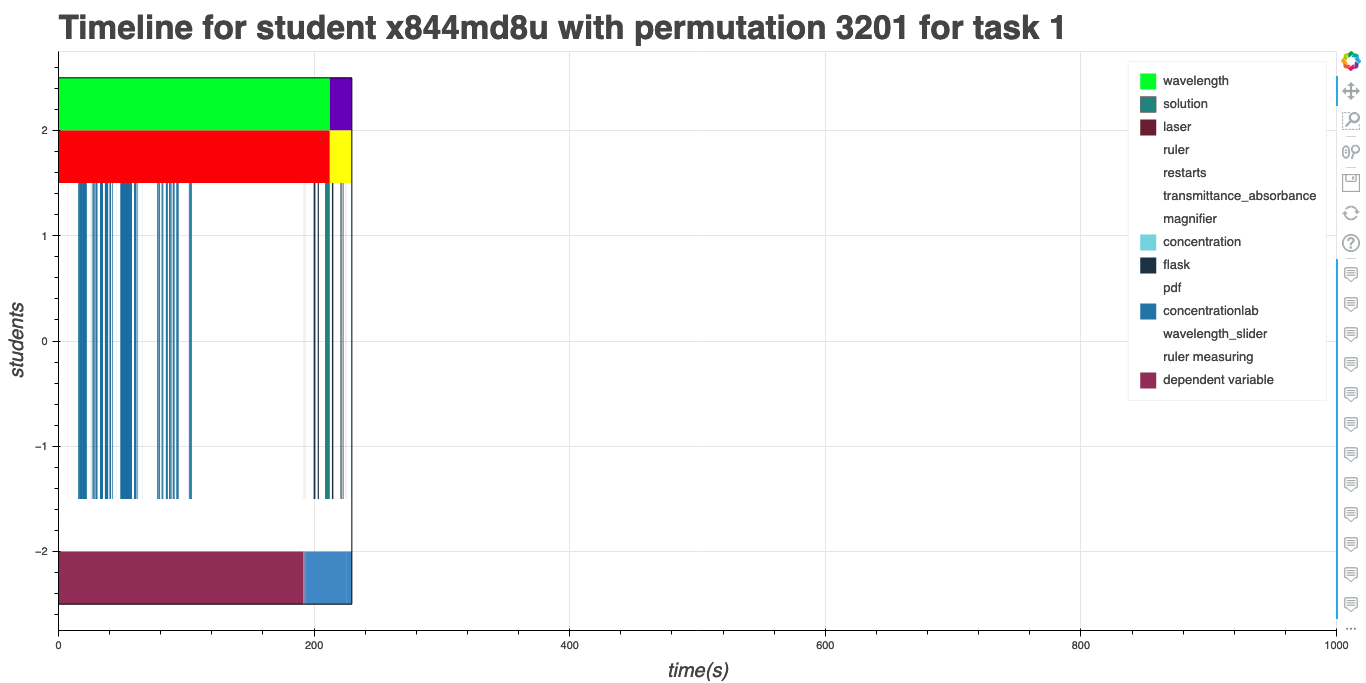 Timeline for student x844md8u with permutation 3201 for task 1
wavelength
solution
laser
ruler
restarts
transmittance_absorbance
magnifier
concentration
flask
pdf
concentrationlab
wavelength_slider
ruler measuring
dependent variable
students
2
1
0
−1
−2
0 200 400 600 800 1000
time(s)